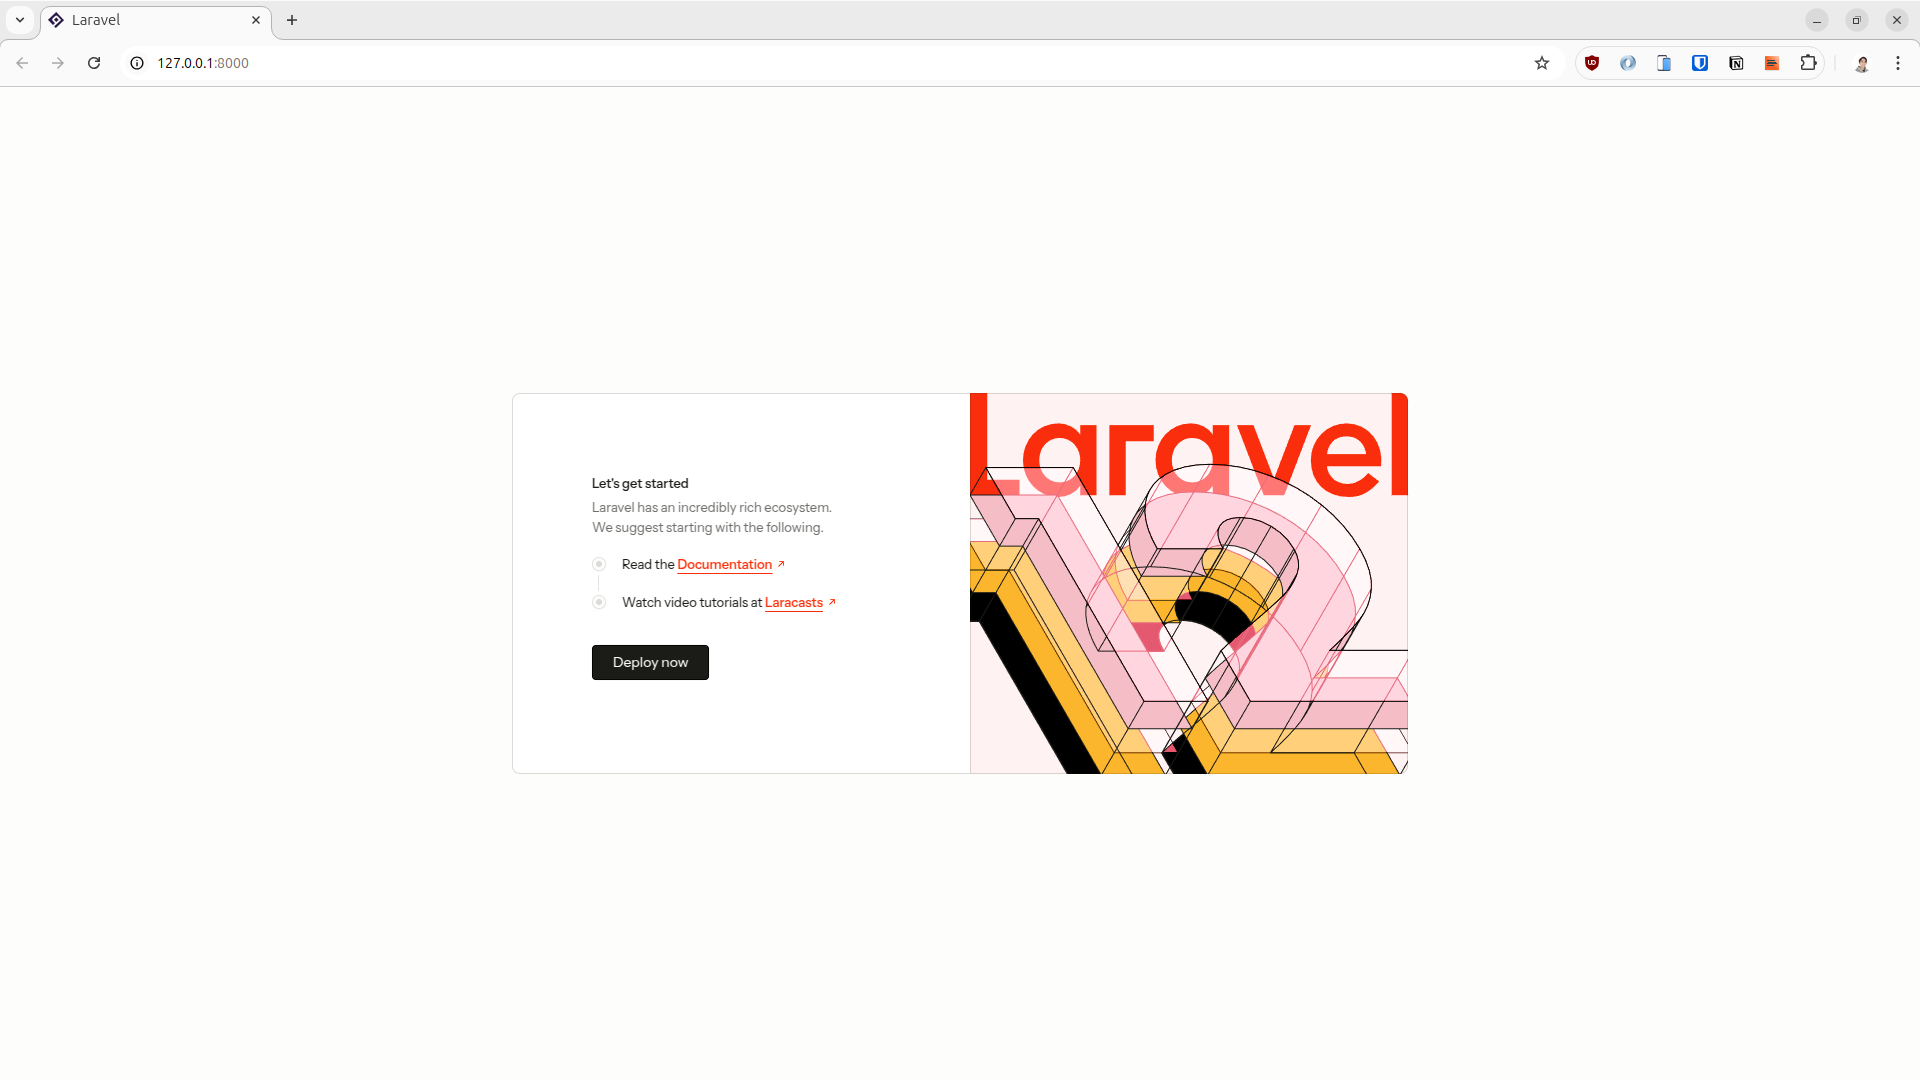 Laravel
127.0.0.1:8000
Laravel
Let's get started
Laravel has an incredibly rich ecosystem.
We suggest starting with the following.
Read the Documentation
Watch video tutorials at Laracasts
Deploy now